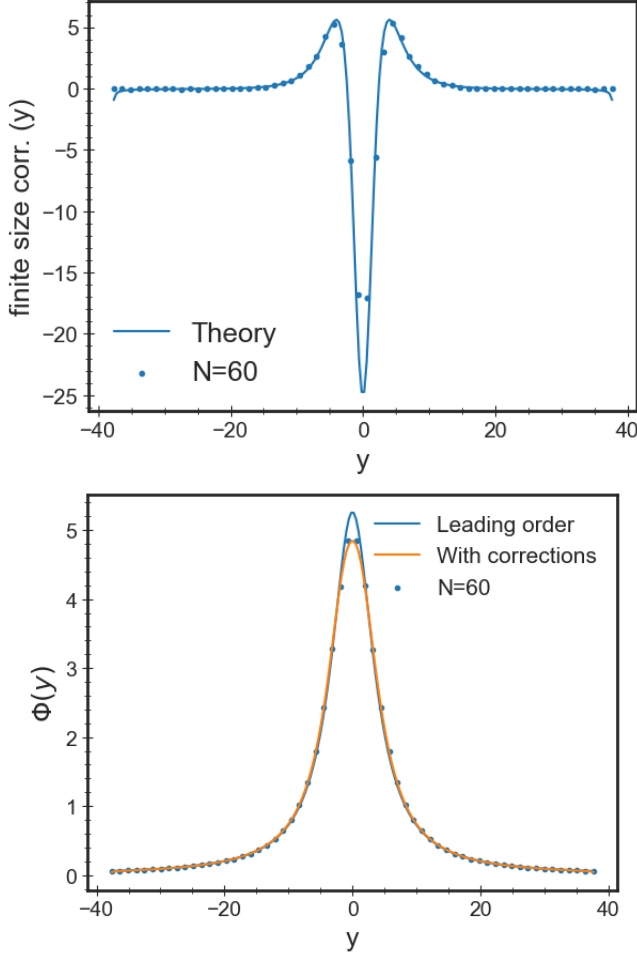 finite size corr. (y)
5
0
−5
−10
−15
−20
−25
Theory
N=60
−40
−20
0
20
40
y
Φ(y)
5
4
3
2
1
0
Leading order
With corrections
N=60
−40
−20
0
20
40
y